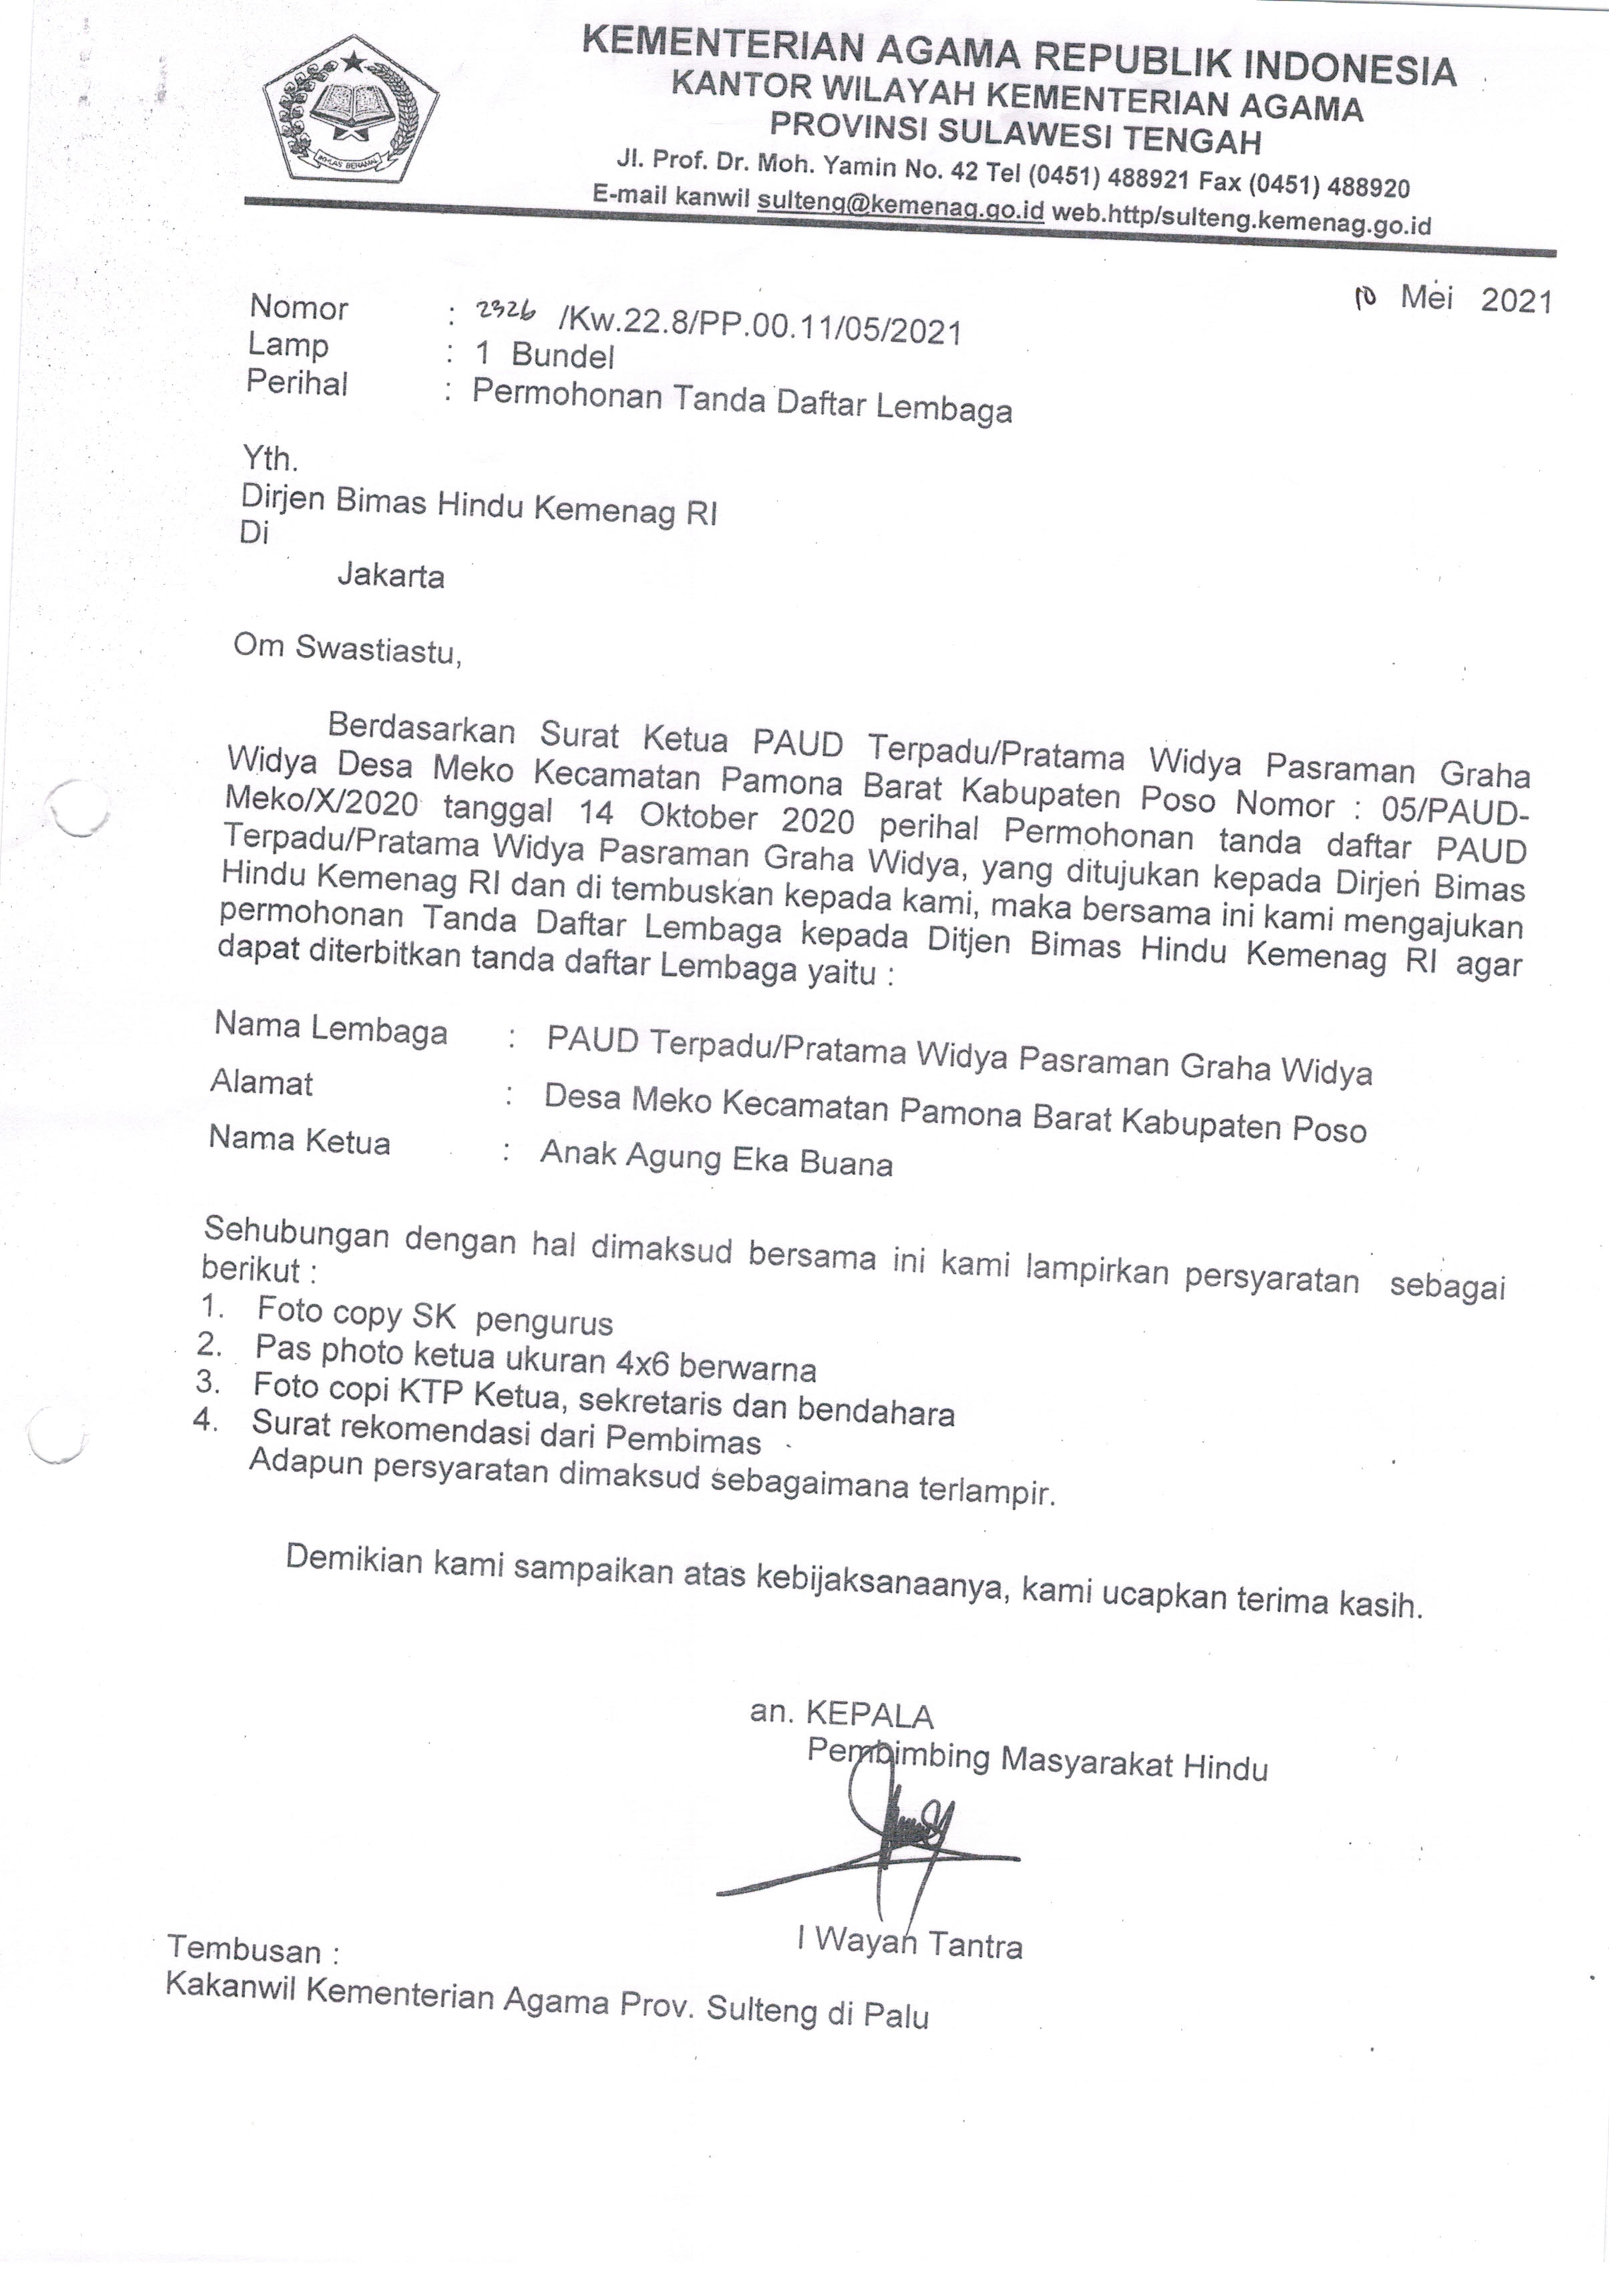 KEMENTERIAN AGAMA REPUBLIK INDONESIA
KANTOR WILAYAH KEMENTERIAN AGAMA
PROVINSI SULAWESI TENGAH
Jl. Prof. Dr. Moh. Yamin No. 42 Tel (0451) 488921 Fax (0451) 488920
E-mail kanwil sulteng@kemenag.go.id web.http/sulteng.kemenag.go.id
IKHLAS BERAMAL
10 Mei 2021
Nomor : 2326 /Kw.22.8/PP.00.11/05/2021
Lamp : 1 Bundel
Perihal : Permohonan Tanda Daftar Lembaga
Yth.
Dirjen Bimas Hindu Kemenag RI
Di
Jakarta
Om Swastiastu,
Berdasarkan Surat Ketua PAUD Terpadu/Pratama Widya Pasraman Graha
Widya Desa Meko Kecamatan Pamona Barat Kabupaten Poso Nomor : 05/PAUD-
Meko/X/2020 tanggal 14 Oktober 2020 perihal Permohonan tanda daftar PAUD
Terpadu/Pratama Widya Pasraman Graha Widya, yang ditujukan kepada Dirjen Bimas
Hindu Kemenag RI dan di tembuskan kepada kami, maka bersama ini kami mengajukan
permohonan Tanda Daftar Lembaga kepada Ditjen Bimas Hindu Kemenag RI agar
dapat diterbitkan tanda daftar Lembaga yaitu :
Nama Lembaga : PAUD Terpadu/Pratama Widya Pasraman Graha Widya
Alamat : Desa Meko Kecamatan Pamona Barat Kabupaten Poso
Nama Ketua : Anak Agung Eka Buana
Sehubungan dengan hal dimaksud bersama ini kami lampirkan persyaratan sebagai
berikut :
1. Foto copy SK pengurus
2. Pas photo ketua ukuran 4x6 berwarna
3. Foto copi KTP Ketua, sekretaris dan bendahara
4. Surat rekomendasi dari Pembimas
Adapun persyaratan dimaksud sebagaimana terlampir.
Demikian kami sampaikan atas kebijaksanaanya, kami ucapkan terima kasih.
an. KEPALA
Pembimbing Masyarakat Hindu
I Wayan Tantra
Tembusan :
Kakanwil Kementerian Agama Prov. Sulteng di Palu